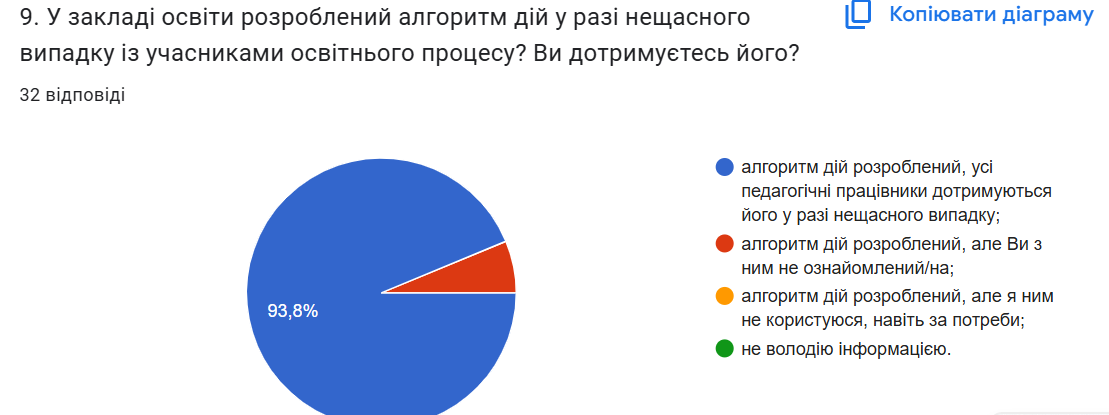 9. У закладі освіти розроблений алгоритм дій у разі нещасного
випадку із учасниками освітнього процесу? Ви дотримуєтесь його?
Копіювати діаграму
32 відповіді
алгоритм дій розроблений, усі
педагогічні працівники дотримуються
його у разі нещасного випадку;
алгоритм дій розроблений, але Ви з
ним не ознайомлений/на;
алгоритм дій розроблений, але я ним
не користуюся, навіть за потреби;
не володію інформацією.
93,8%